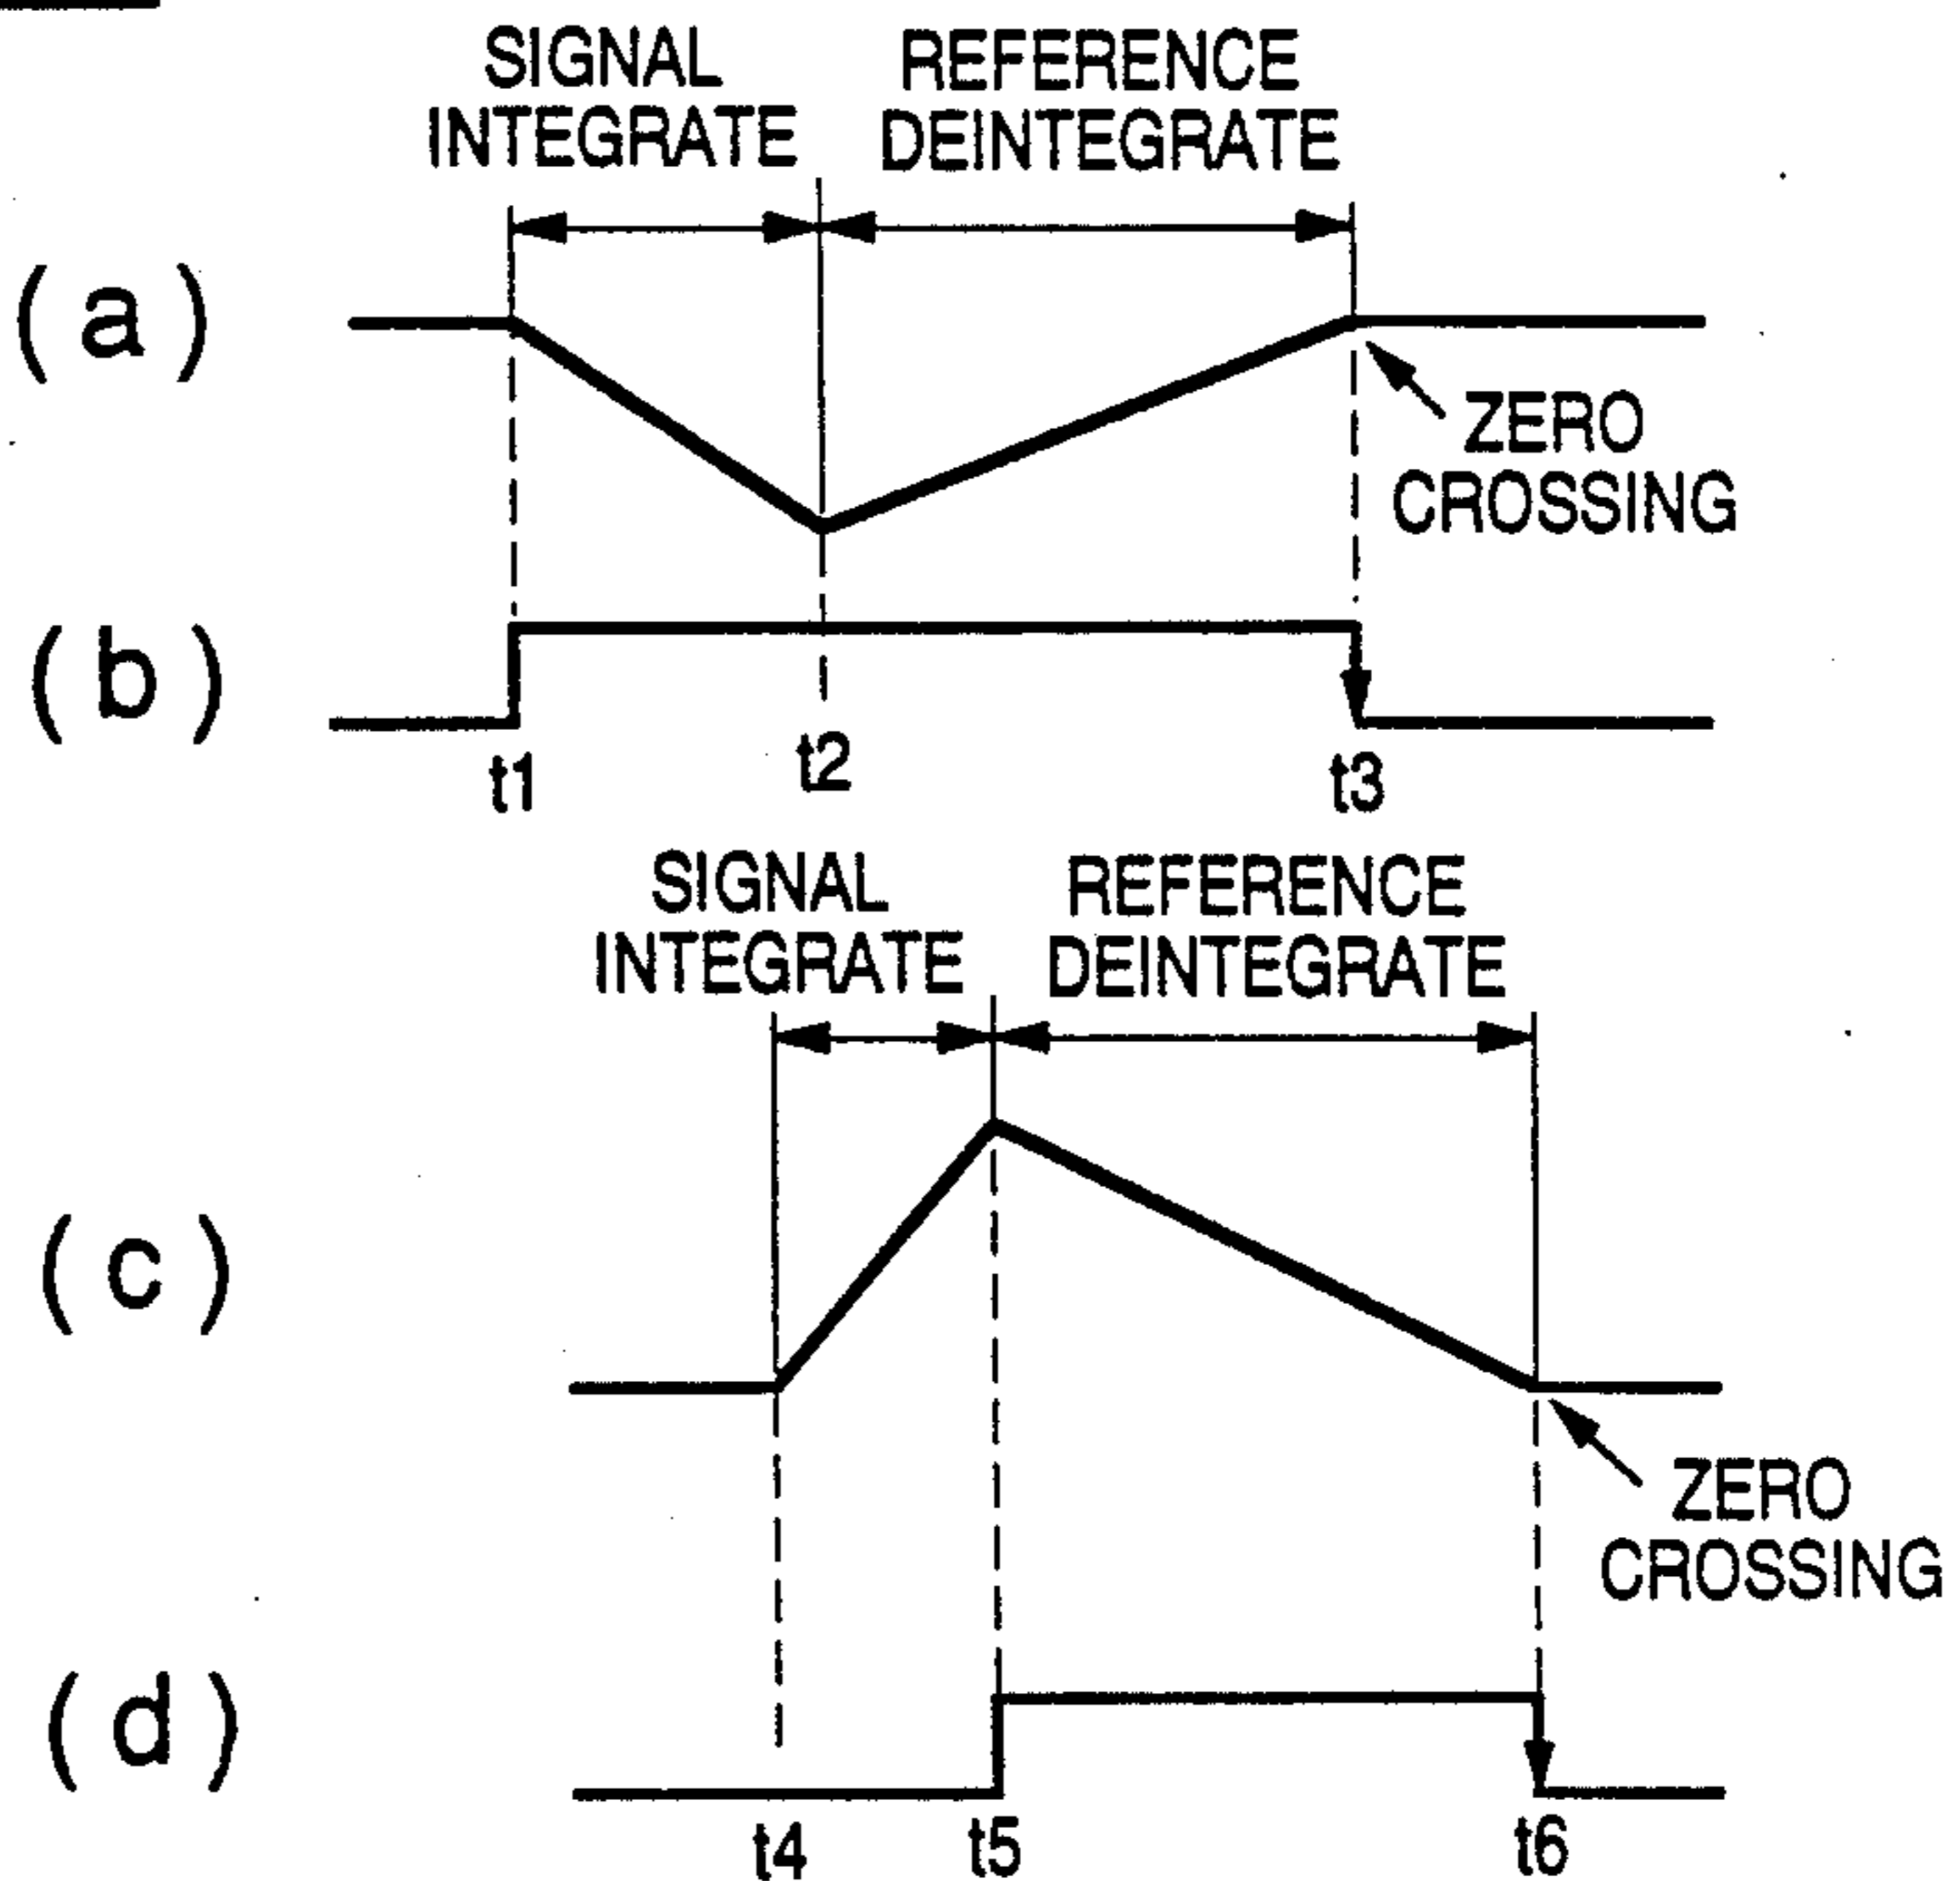 SIGNAL
INTEGRATE
REFERENCE
DEINTEGRATE
(a)
ZERO
CROSSING
(b)
t1
t2
t3
SIGNAL
INTEGRATE
REFERENCE
DEINTEGRATE
(c)
ZERO
CROSSING
(d)
t4
t5
t6